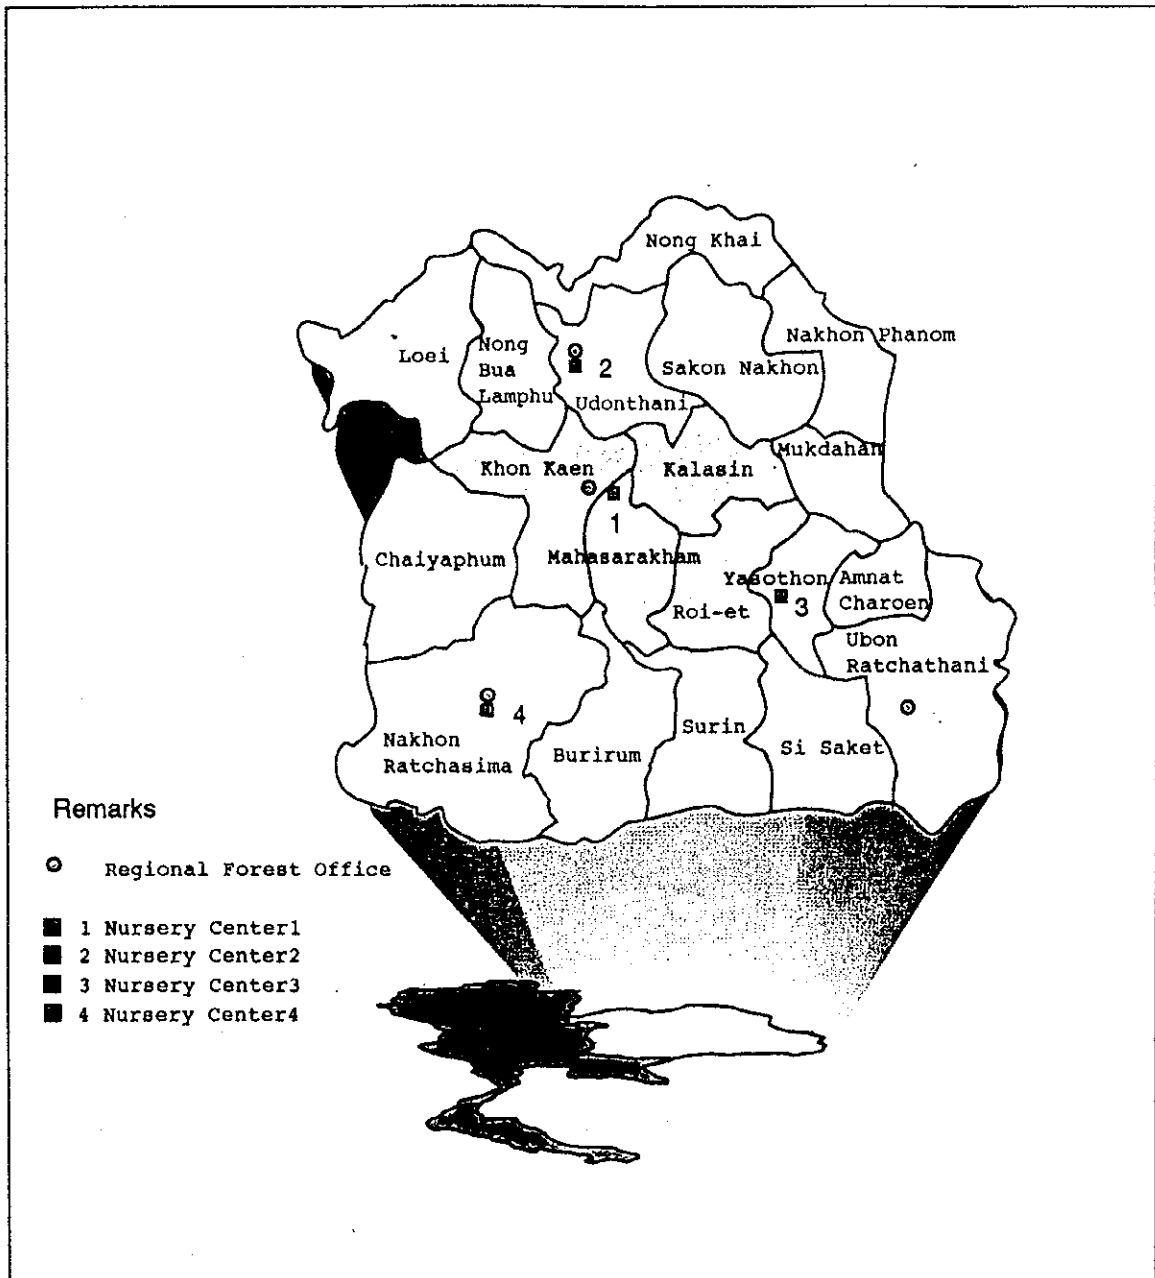 Nong Khai
Nakhon Phanom
Loei
Nong
Bua
Lamphu
2
Sakon Nakhon
Udonthani
Mukdahan
Khon Kaen
Kalasin
1
Chaiyaphum
Mahasarakham
Yasothon
3
Amnat
Charoen
Roi-et
Ubon
Ratchathani
4
Nakhon
Ratchasima
Burirum
Surin
Si Saket
Remarks
Regional Forest Office
1 Nursery Center1
2 Nursery Center2
3 Nursery Center3
4 Nursery Center4